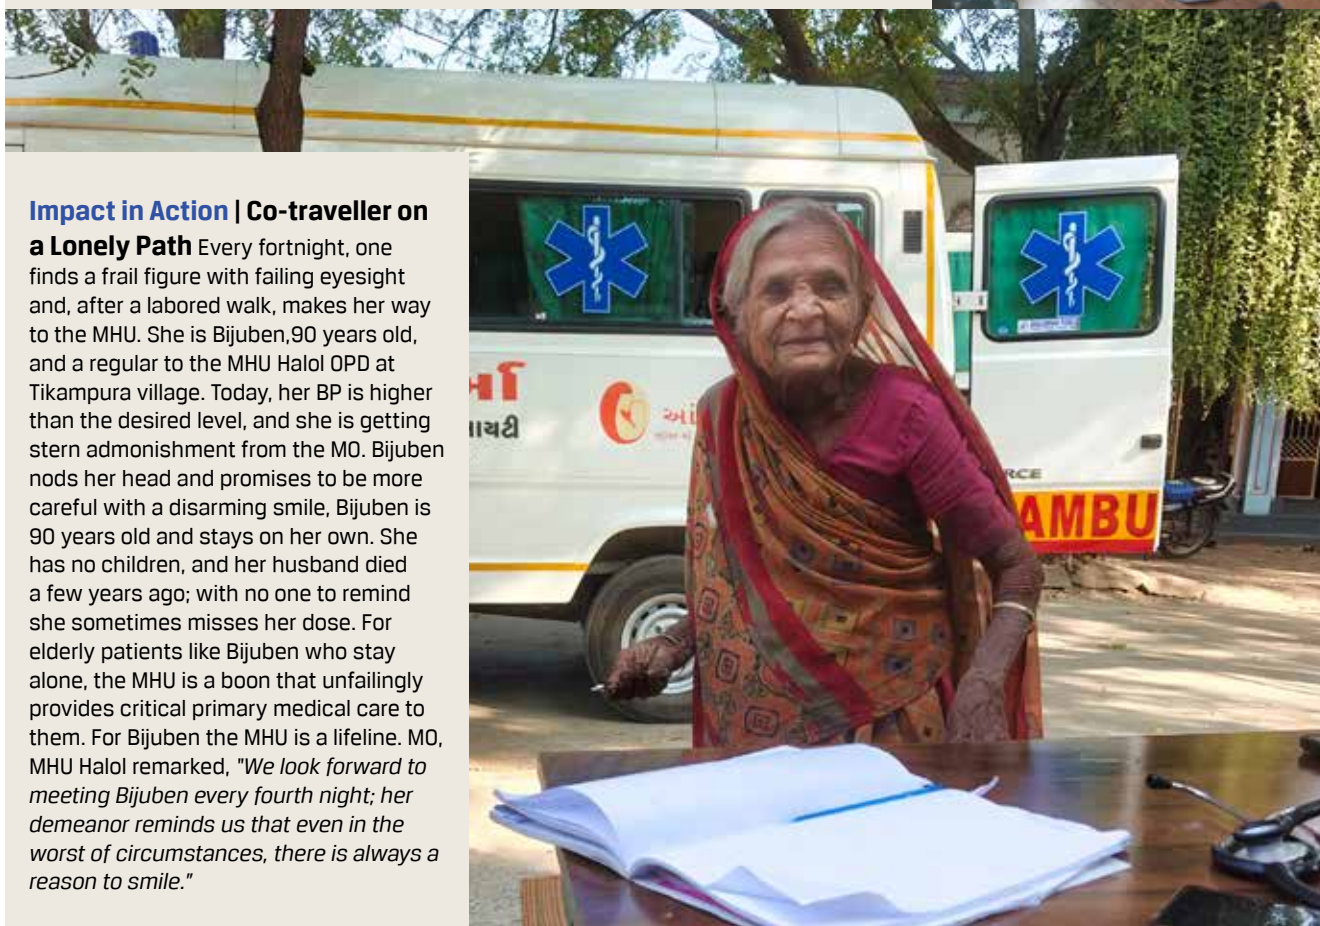 Impact in Action | Co-traveller on
a Lonely Path Every fortnight, one
finds a frail figure with failing eyesight
and, after a labored walk, makes her way
to the MHU. She is Bijuben,90 years old,
and a regular to the MHU Halol OPD at
Tikampura village. Today, her BP is higher
than the desired level, and she is getting
stern admonishment from the MO. Bijuben
nods her head and promises to be more
careful with a disarming smile, Bijuben is
90 years old and stays on her own. She
has no children, and her husband died
a few years ago; with no one to remind
she sometimes misses her dose. For
elderly patients like Bijuben who stay
alone, the MHU is a boon that unfailingly
provides critical primary medical care to
them. For Bijuben the MHU is a lifeline. MO,
MHU Halol remarked, "We look forward to
meeting Bijuben every fourth night; her
demeanor reminds us that even in the
worst of circumstances, there is always a
reason to smile."
ાયટી
આં
RCE
AMBU